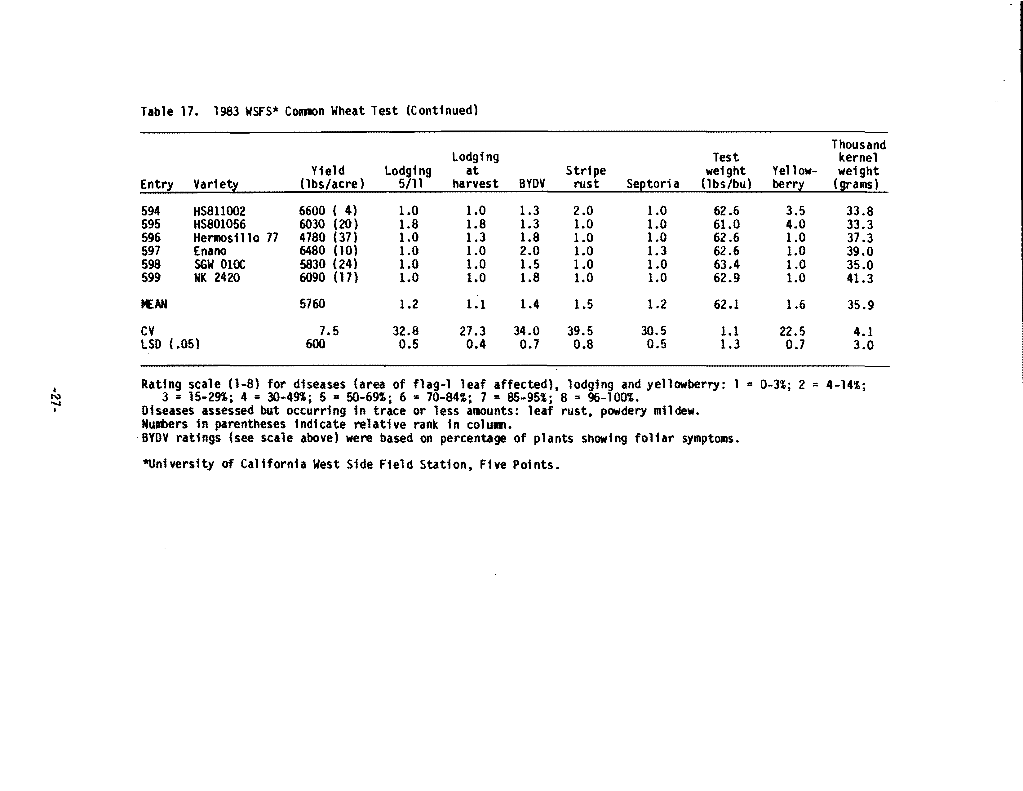 Table 17. 1983 WSFS* Common Wheat Test (Continued)
Thousand
Lodging Test kernel
Yield Lodging at Stripe weight Yellow- weight
Entry Variety (lbs/acre) 5/11 harvest BYDV rust Septoria (lbs/bu) berry (grams)
594 HS811002 6600 ( 4) 1.0 1.0 1.3 2.0 1.0 62.6 3.5 33.8
595 HS801056 6030 (20) 1.8 1.8 1.3 1.0 1.0 61.0 4.0 33.3
596 Hermosillo 77 4780 (37) 1.0 1.3 1.8 1.0 1.0 62.6 1.0 37.3
597 Enano 6480 (10) 1.0 1.0 2.0 1.0 1.3 62.6 1.0 39.0
598 SGW 010C 5830 (24) 1.0 1.0 1.5 1.0 1.0 63.4 1.0 35.0
599 NK 2420 6090 (17) 1.0 1.0 1.8 1.0 1.0 62.9 1.0 41.3
MEAN 5760 1.2 1.1 1.4 1.5 1.2 62.1 1.6 35.9
CV 7.5 32.8 27.3 34.0 39.5 30.5 1.1 22.5 4.1
LSD (.05) 600 0.5 0.4 0.7 0.8 0.5 1.3 0.7 3.0
Rating scale (1-8) for diseases (area of flag-1 leaf affected), lodging and yellowberry: 1 = 0-3%; 2 = 4-14%;
3 = 15-29%; 4 = 30-49%; 5 = 50-69%; 6 = 70-84%; 7 = 85-95%; 8 = 96-100%.
Diseases assessed but occurring in trace or less amounts: leaf rust, powdery mildew.
Numbers in parentheses indicate relative rank in column.
BYDV ratings (see scale above) were based on percentage of plants showing foliar symptoms.
*University of California West Side Field Station, Five Points.
-27-